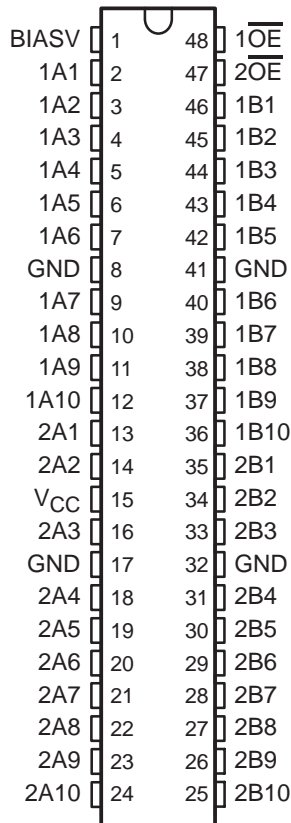 BIASV 1 48 1OE
1A1 2 47 2OE
1A2 3 46 1B1
1A3 4 45 1B2
1A4 5 44 1B3
1A5 6 43 1B4
1A6 7 42 1B5
GND 8 41 GND
1A7 9 40 1B6
1A8 10 39 1B7
1A9 11 38 1B8
1A10 12 37 1B9
2A1 13 36 1B10
2A2 14 35 2B1
VCC 15 34 2B2
2A3 16 33 2B3
GND 17 32 GND
2A4 18 31 2B4
2A5 19 30 2B5
2A6 20 29 2B6
2A7 21 28 2B7
2A8 22 27 2B8
2A9 23 26 2B9
2A10 24 25 2B10